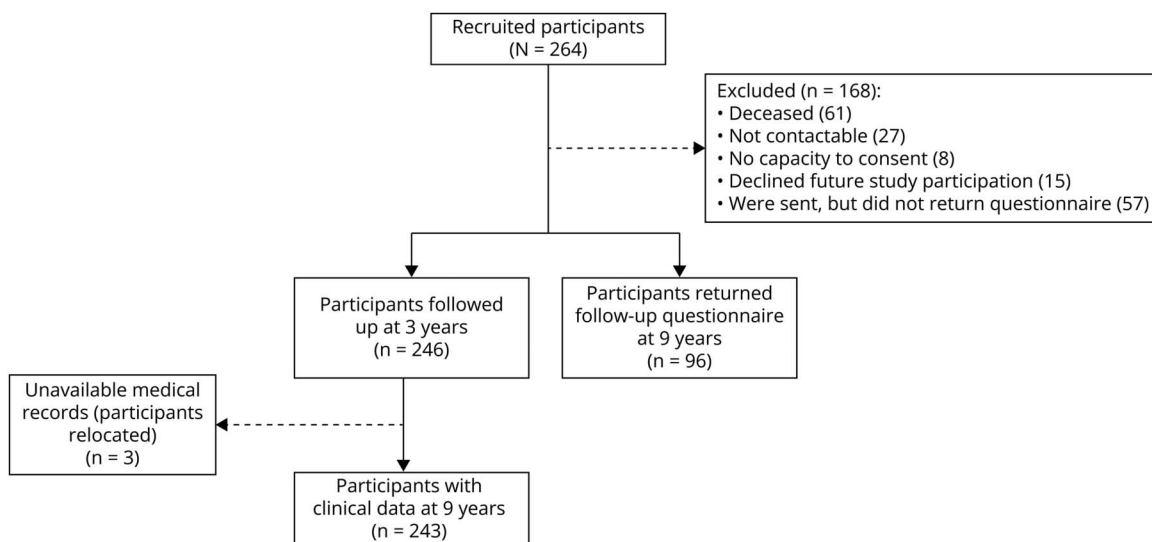 Recruited participants
(N = 264)
Excluded (n = 168):
• Deceased (61)
• Not contactable (27)
• No capacity to consent (8)
• Declined future study participation (15)
• Were sent, but did not return questionnaire (57)
Participants followed
up at 3 years
(n = 246)
Participants returned
follow-up questionnaire
at 9 years
(n = 96)
Unavailable medical
records (participants
relocated)
(n = 3)
Participants with
clinical data at 9 years
(n = 243)